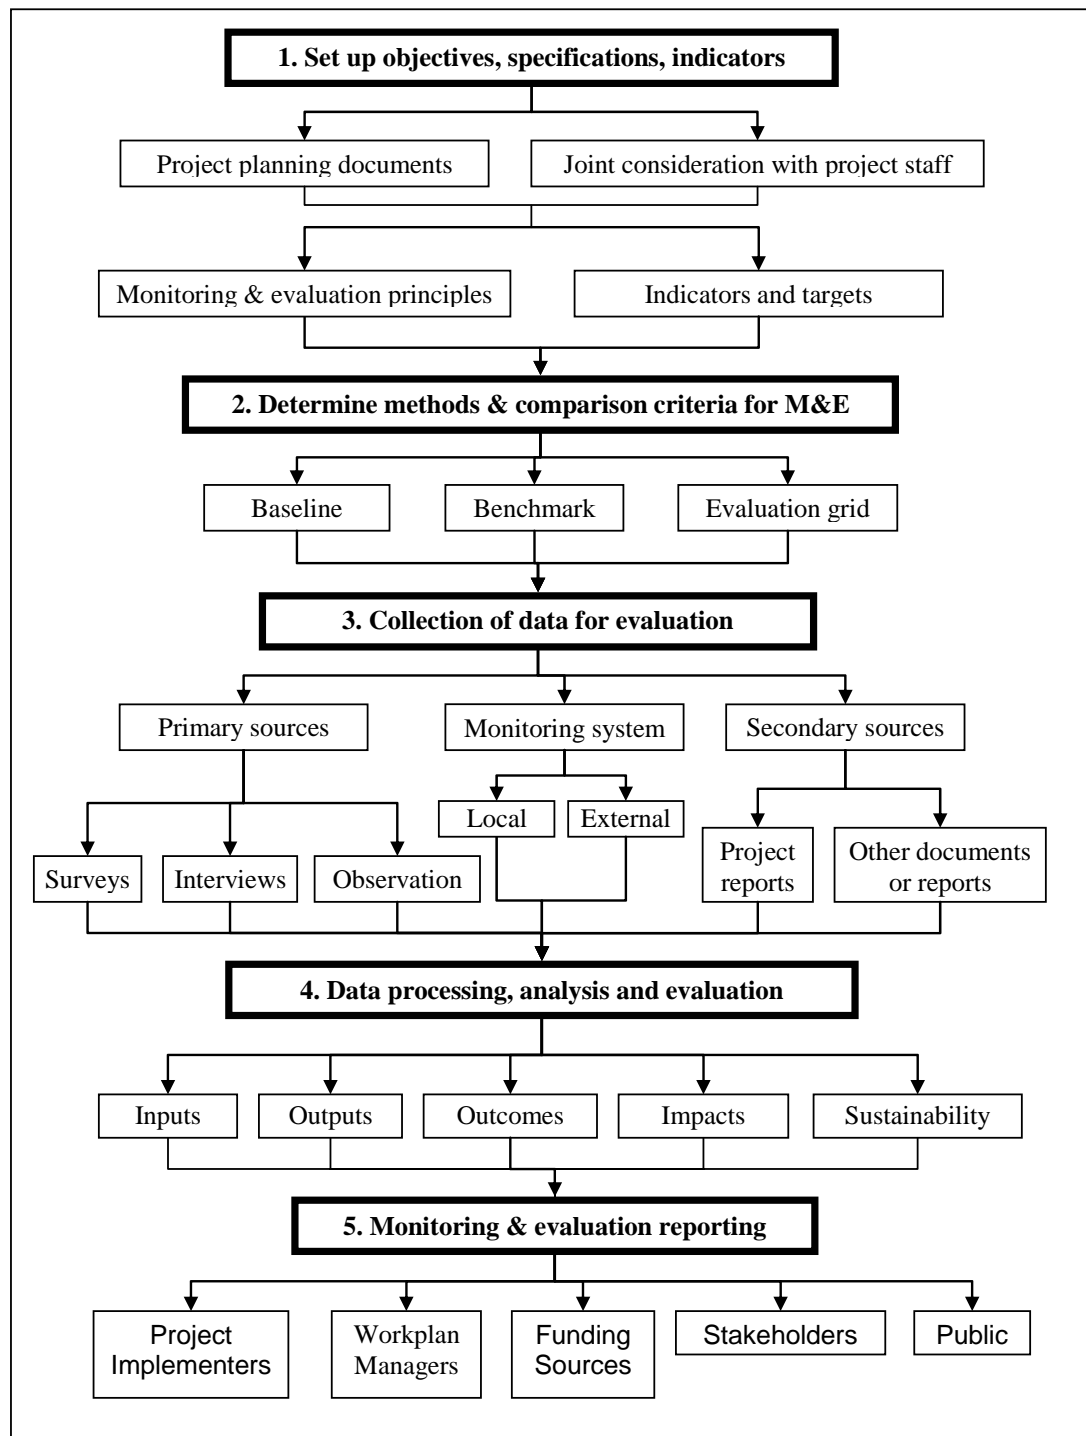 1. Set up objectives, specifications, indicators
Project planning documents
Joint consideration with project staff
Monitoring & evaluation principles
Indicators and targets
2. Determine methods & comparison criteria for M&E
Baseline
Benchmark
Evaluation grid
3. Collection of data for evaluation
Primary sources
Monitoring system
Secondary sources
Local
External
Surveys
Interviews
Observation
Project
reports
Other documents
or reports
4. Data processing, analysis and evaluation
Inputs
Outputs
Outcomes
Impacts
Sustainability
5. Monitoring & evaluation reporting
Project
Implementers
Workplan
Managers
Funding
Sources
Stakeholders
Public